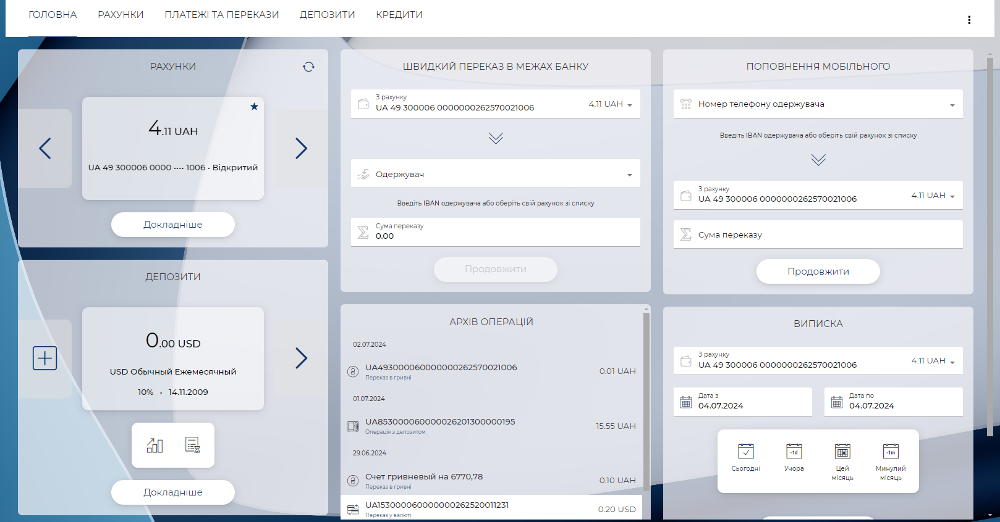 ГОЛОВНА
РАХУНКИ
ПЛАТЕЖІ ТА ПЕРЕКАЗИ
ДЕПОЗИТИ
КРЕДИТИ
РАХУНКИ
4.11 UAH
UA 49 300006 0000 •••• 1006 • Відкритий
Докладніше
ДЕПОЗИТИ
0.00 USD
USD Обычный Ежемесячный
10% • 14.11.2009
Докладніше
ШВИДКИЙ ПЕРЕКАЗ В МЕЖАХ БАНКУ
З рахунку
UA 49 300006 0000000262570021006
4.11 UAH
Одержувач
Введіть IBAN одержувача або оберіть свій рахунок зі списку
Сума переказу
0.00
Продовжити
АРХІВ ОПЕРАЦІЙ
02.07.2024
UA493000060000000262570021006
0.01 UAH
Переказ в гривні
01.07.2024
UA853000060000026201300000195
15.55 UAH
Операція з депозитом
29.06.2024
Счет гривневый на 6770,78
0.10 UAH
Переказ в гривні
UA153000060000000262520011231
0.20 USD
Переказ у валюті
ПОПОВНЕННЯ МОБІЛЬНОГО
Номер телефону одержувача
Введіть IBAN одержувача або оберіть свій рахунок зі списку
З рахунку
UA 49 300006 0000000262570021006
4.11 UAH
Сума переказу
Продовжити
ВИПИСКА
З рахунку
UA 49 300006 0000000262570021006
4.11 UAH
Дата з
04.07.2024
Дата по
04.07.2024
-1d
-1m
Сьогодні
Учора
Цей
місяць
Минулий
місяць